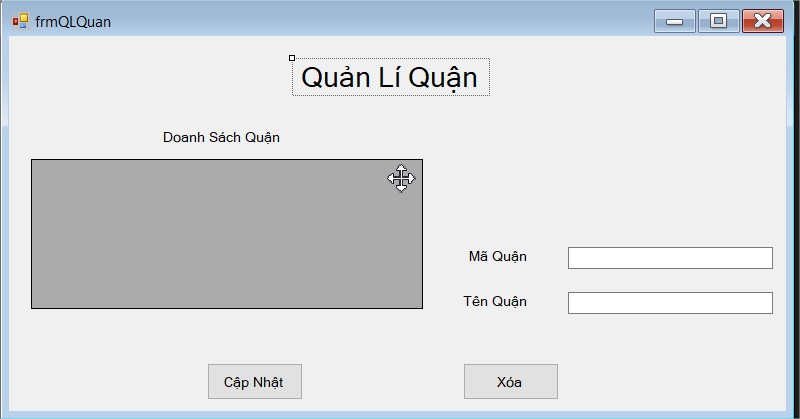 frmQLQuan
Quản Lí Quận
Doanh Sách Quận
Mã Quận
Tên Quận
Cập Nhật
Xóa